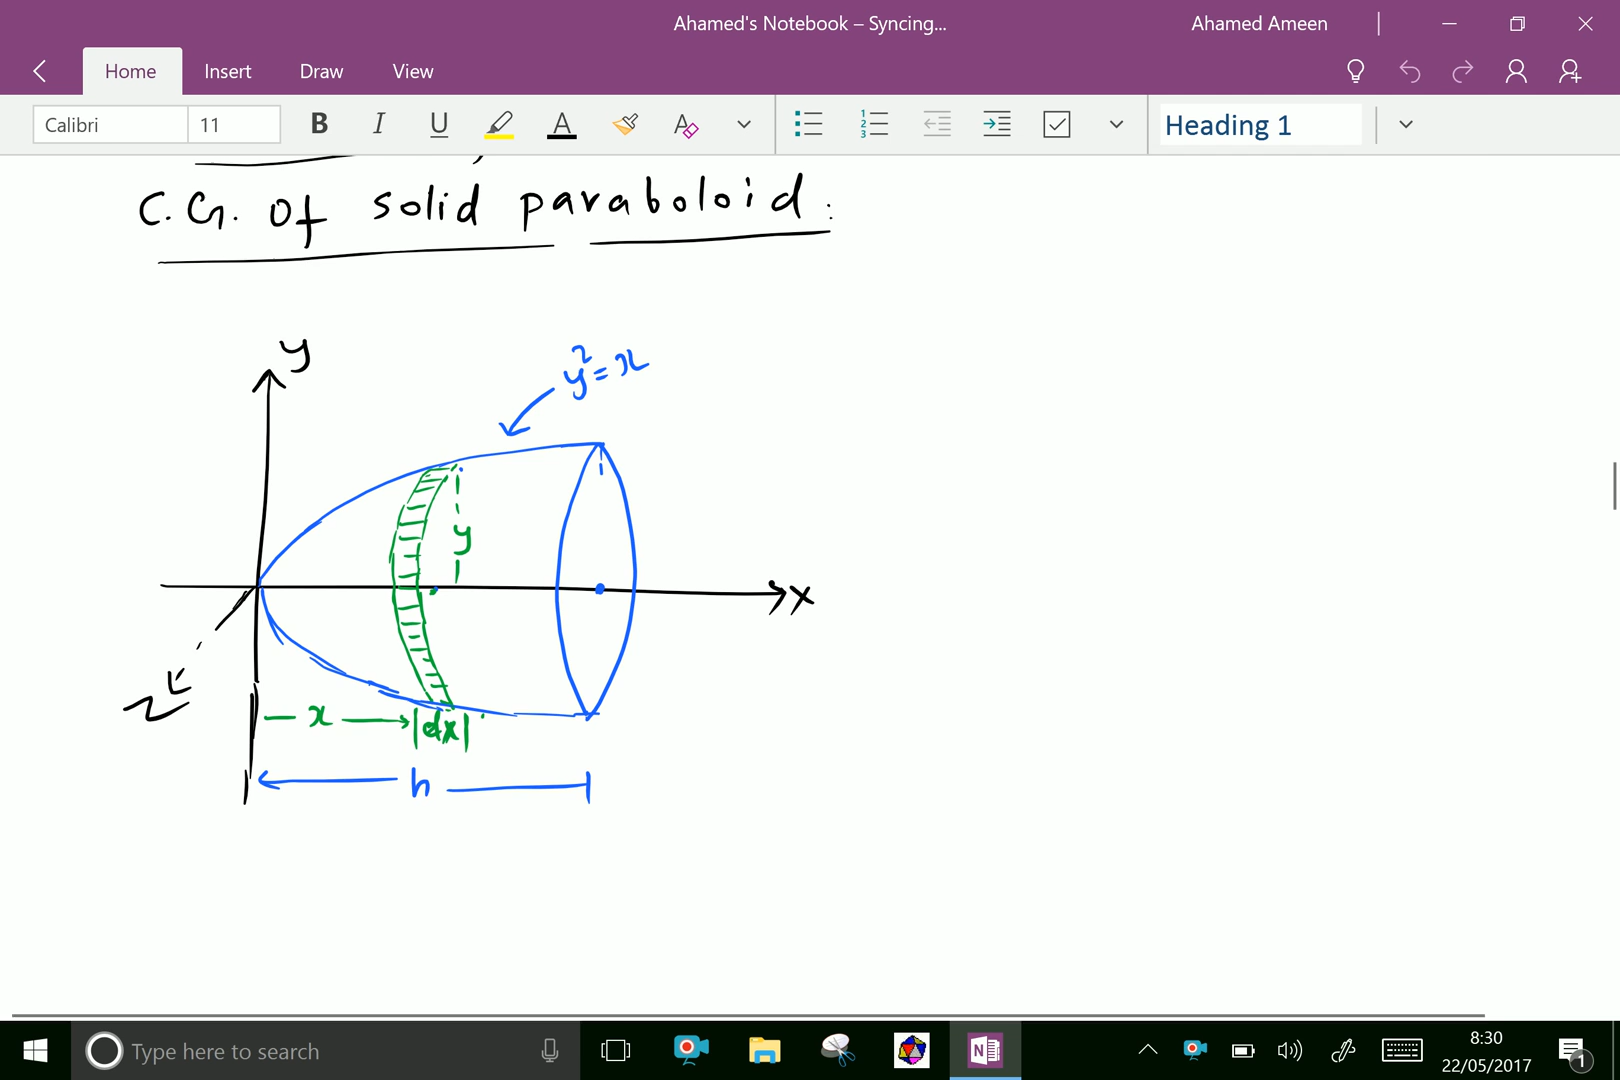 Ahamed's Notebook – Syncing...
Ahamed Ameen
Home Insert Draw View
Calibri 11 B I U A A Heading 1
C.G. of solid paraboloid:
y
y² = x
y
x
z
x dx
h
Type here to search
8:30
22/05/2017
1